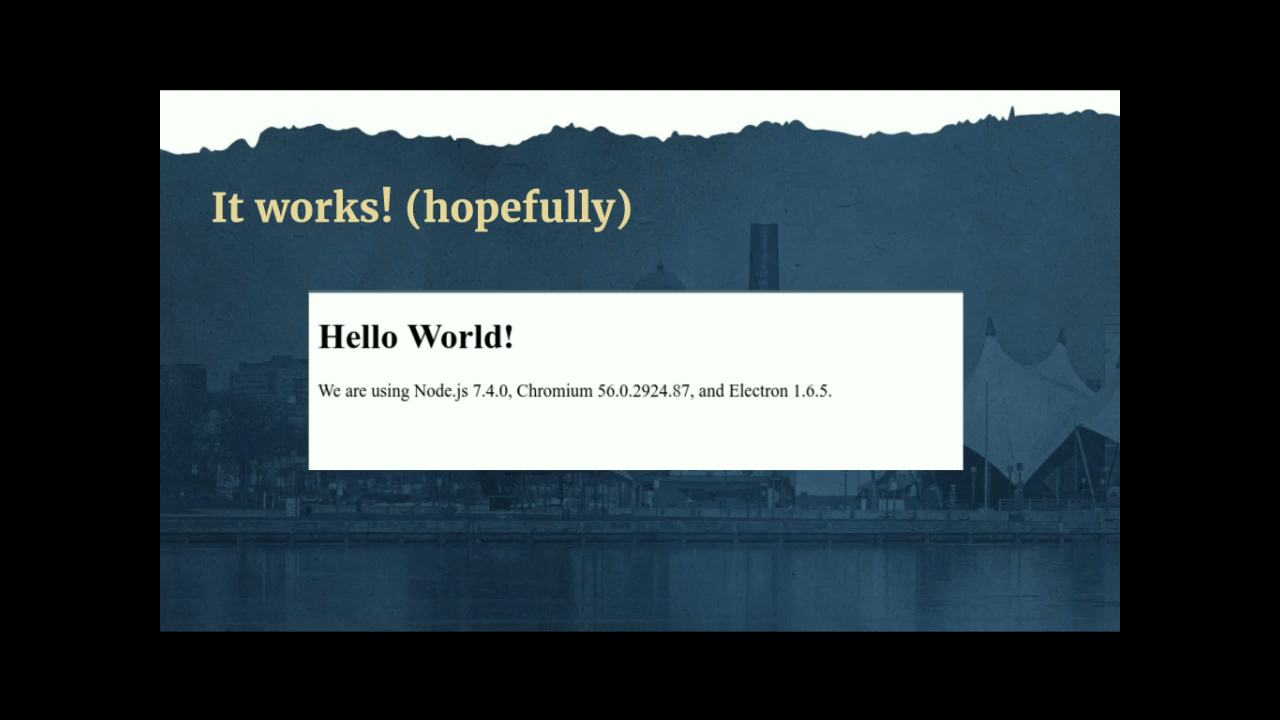 It works! (hopefully)
Hello World!
We are using Node.js 7.4.0, Chromium 56.0.2924.87, and Electron 1.6.5.